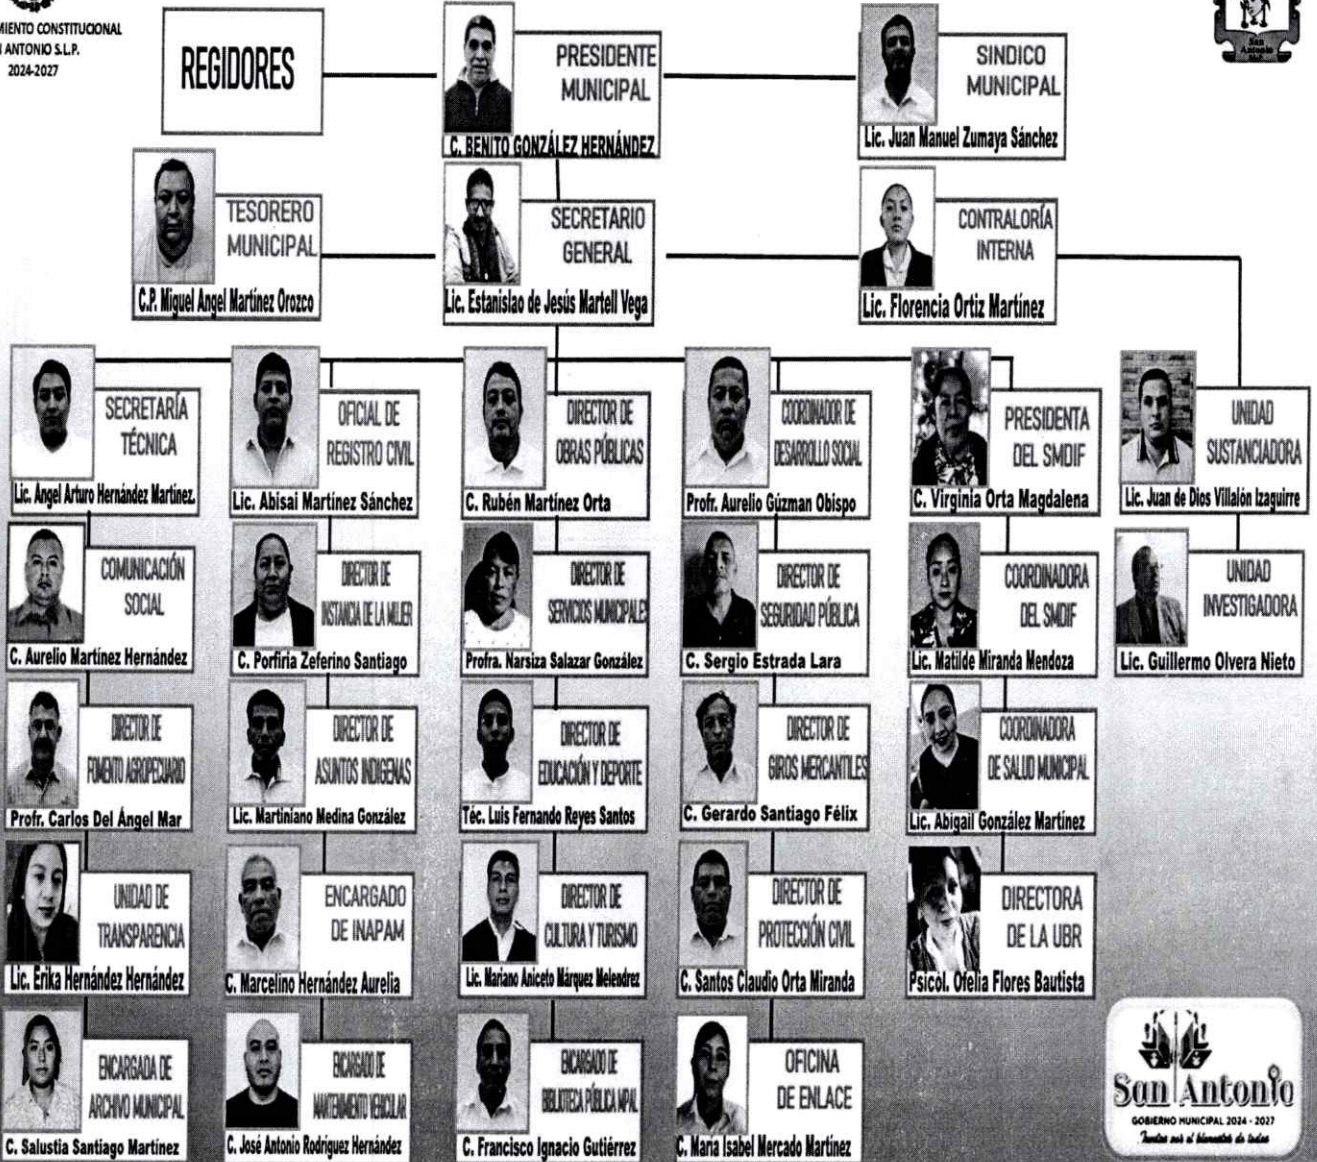 MIENTO CONSTITUCIONAL
ANTONIO S.L.P.
2024-2027
San
Antonio
REGIDORES
PRESIDENTE
MUNICIPAL
C. BENITO GONZÁLEZ HERNÁNDEZ
SINDICO
MUNICIPAL
Lic. Juan Manuel Zumaya Sánchez
TESORERO
MUNICIPAL
C.P. Miguel Angel Martínez Orozco
SECRETARIO
GENERAL
Lic. Estanislao de Jesús Martell Vega
CONTRALORÍA
INTERNA
Lic. Florencia Ortiz Martínez
SECRETARÍA
TÉCNICA
Lic. Angel Arturo Hernández Martínez.
OFICIAL DE
REGISTRO CIVIL
Lic. Abisai Martínez Sánchez
DIRECTOR DE
OBRAS PÚBLICAS
C. Rubén Martínez Orta
COORDINADOR DE
DESARROLLO SOCIAL
Profr. Aurelio Gúzman Obispo
PRESIDENTA
DEL SMDIF
C. Virginia Orta Magdalena
UNIDAD
SUSTANCIADORA
Lic. Juan de Dios Villalón Izaguirre
COMUNICACIÓN
SOCIAL
C. Aurelio Martínez Hernández
DIRECTOR DE
INSTANCIA DE LA MUJER
C. Porfiria Zeferino Santiago
DIRECTOR DE
SERVICIOS MUNICIPALES
Profra. Narsiza Salazar González
DIRECTOR DE
SEGURIDAD PÚBLICA
C. Sergio Estrada Lara
COORDINADORA
DEL SMDIF
Lic. Matilde Miranda Mendoza
UNIDAD
INVESTIGADORA
Lic. Guillermo Olvera Nieto
DIRECTOR DE
FOMENTO AGROPECUARIO
Profr. Carlos Del Ángel Mar
DIRECTOR DE
ASUNTOS INDIGENAS
Lic. Martiniano Medina González
DIRECTOR DE
EDUCACIÓN Y DEPORTE
Téc. Luis Fernando Reyes Santos
DIRECTOR DE
GIROS MERCANTILES
C. Gerardo Santiago Félix
COORDINADORA
DE SALUD MUNICIPAL
Lic. Abigail González Martínez
UNIDAD DE
TRANSPARENCIA
Lic. Erika Hernández Hernández
ENCARGADO
DE INAPAM
C. Marcelino Hernández Aurelia
DIRECTOR DE
CULTURA Y TURISMO
Lic. Mariano Aniceto Márquez Melendrez
DIRECTOR DE
PROTECCIÓN CIVIL
C. Santos Claudio Orta Miranda
DIRECTORA
DE LA UBR
Psicol. Ofelia Flores Bautista
ENCARGADA DE
ARCHIVO MUNICIPAL
C. Salustia Santiago Martínez
ENCARGADO DE
MANTENIMIENTO VEHICULAR
C. José Antonio Rodríguez Hernández
ENCARGADO DE
BIBLIOTECA PÚBLICA MPAL
C. Francisco Ignacio Gutiérrez
OFICINA
DE ENLACE
C. María Isabel Mercado Martínez
San Antonio
GOBIERNO MUNICIPAL 2024 - 2027
Juntos por el bienestar de todos